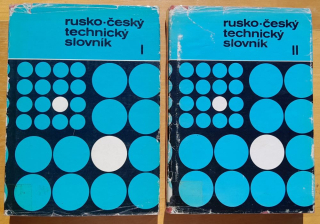 rusko-český
technický
slovník I
rusko-český
technický
slovník II